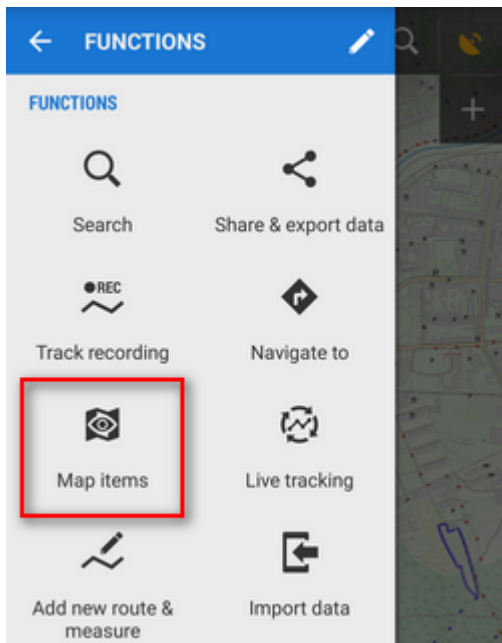 FUNCTIONS
FUNCTIONS
Search
Share & export data
REC
Track recording
Navigate to
Map items
Live tracking
Add new route &
measure
Import data